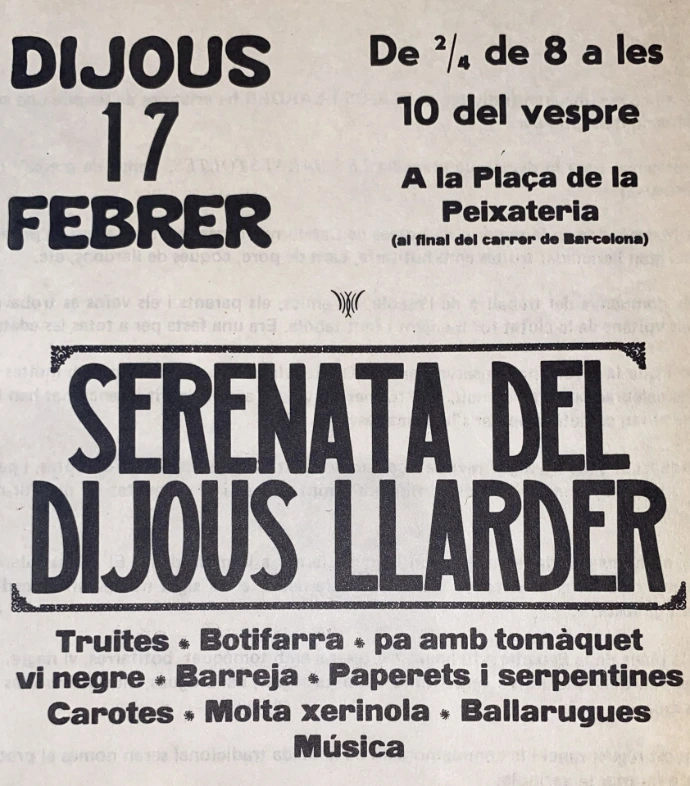 DIJOUS
17
FEBRER
De 2/4 de 8 a les
10 del vespre
A la Plaça de la
Peixateria
(al final del carrer de Barcelona)
SERENATA DEL
DIJOUS LLARDER
Truites * Botifarra * pa amb tomàquet
vi negre * Barreja * Paperets i serpentines
Carotes * Molta xerinola * Ballarugues
Música